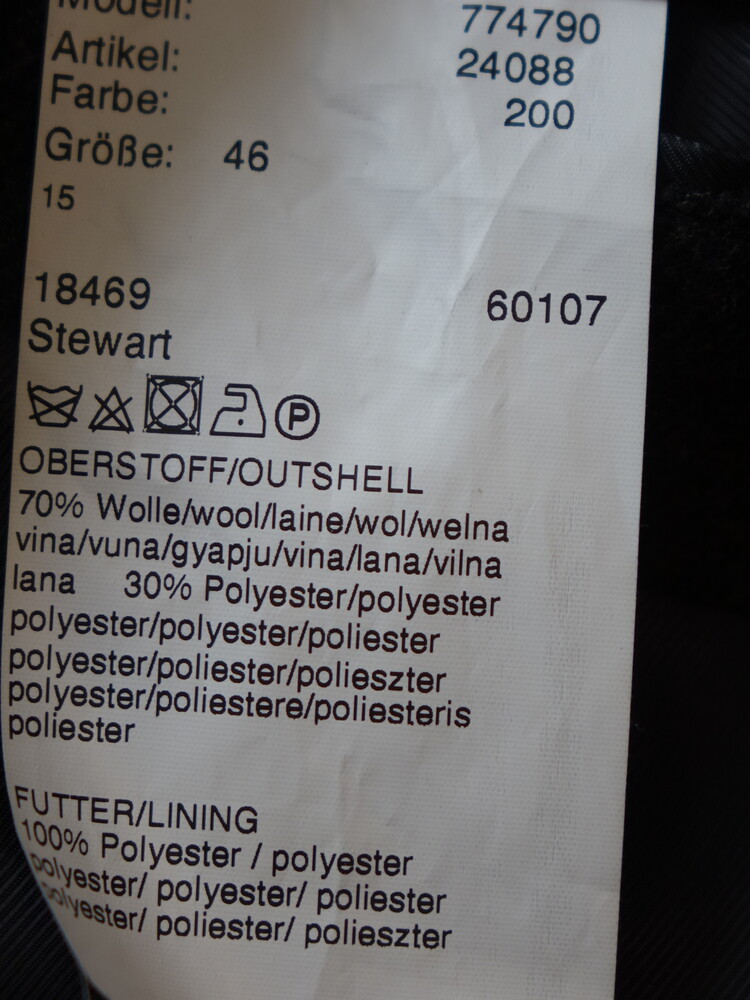 Modell: 774790
Artikel: 24088
Farbe: 200
Größe: 46
15
18469 60107
Stewart
P
OBERSTOFF/OUTSHELL
70% Wolle/wool/laine/wol/welna
vina/vuna/gyapju/vina/lana/vilna
lana 30% Polyester/polyester
polyester/polyester/poliester
polyester/poliester/polieszter
polyester/poliestere/poliesteris
poliester
FUTTER/LINING
100% Polyester / polyester
polyester/ polyester/ poliester
polyester/ poliester/ polieszter